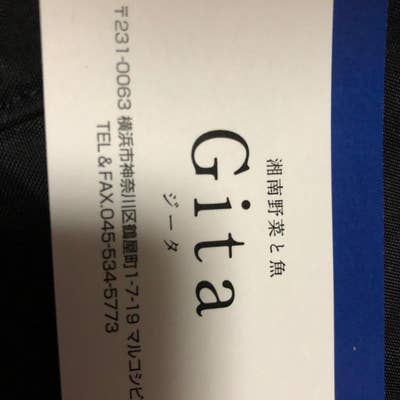 湘南野菜と魚
Gita
ジータ
〒231-0063 横浜市神奈川区鶴屋町1-7-19 マルコシビ
TEL&FAX.045-534-5773